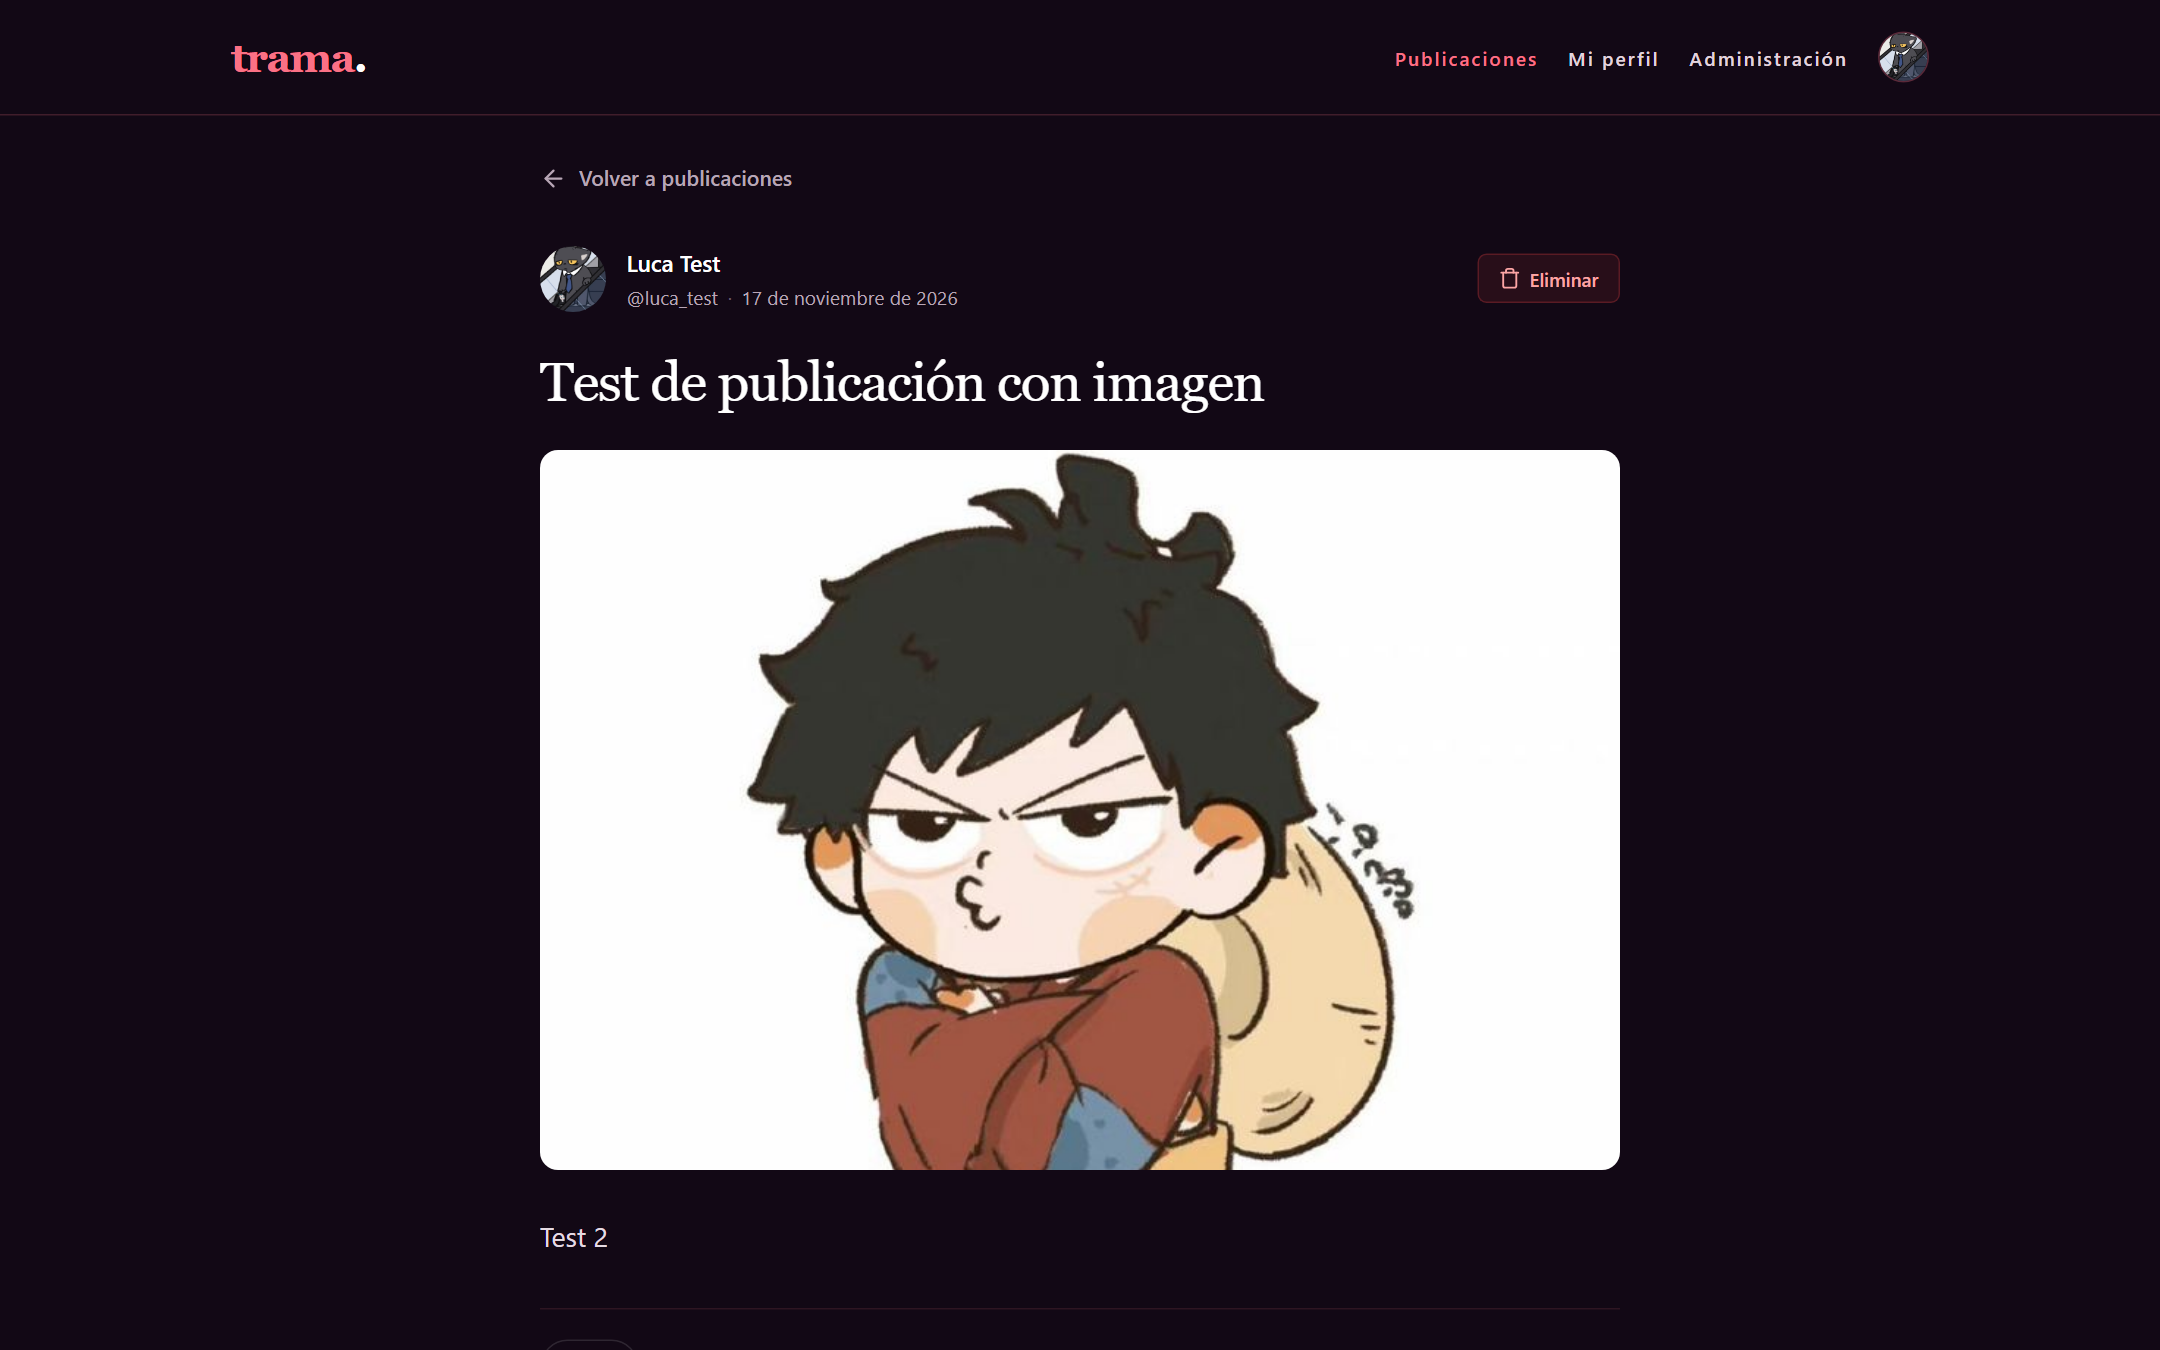 trama.
Publicaciones
Mi perfil
Administración
Volver a publicaciones
Luca Test
@luca_test · 17 de noviembre de 2026
Eliminar
Test de publicación con imagen
Test 2